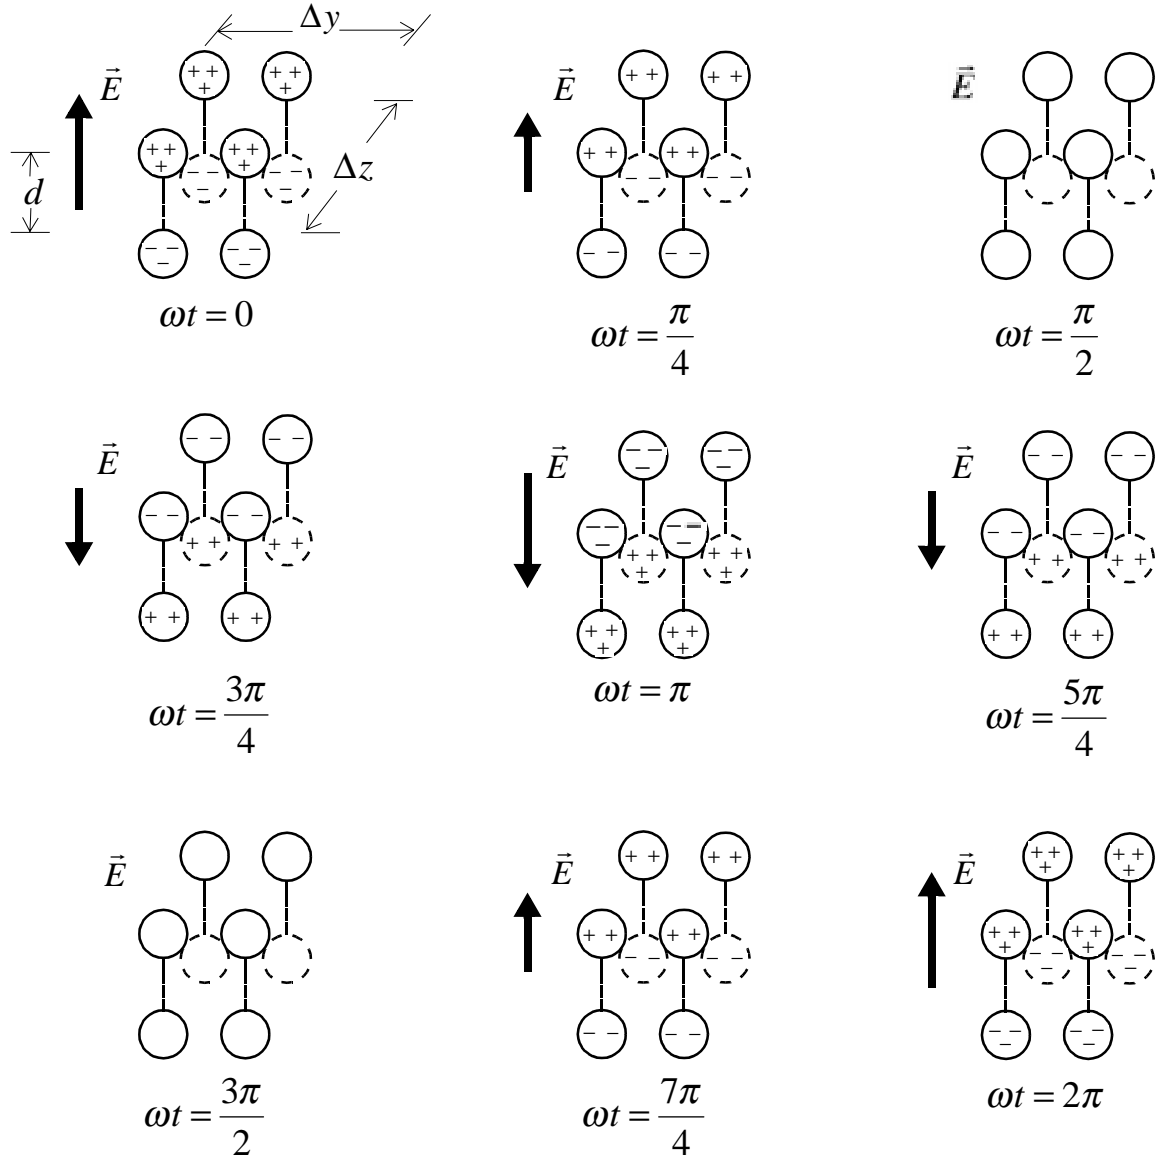 Δy
E⃗
+ + +
+ + +
d
+ + +
+ + +
Δz
− − −
− − −
− − −
− − −
ωt = 0
E⃗
+ +
+ +
+ +
+ +
− −
− −
− −
− −
ωt = π/4
E⃗
ωt = π/2
E⃗
− −
− −
− −
− −
+ +
+ +
+ +
+ +
ωt = 3π/4
E⃗
− − −
− − −
− − −
− − −
+ + +
+ + +
+ + +
+ + +
ωt = π
E⃗
− −
− −
− −
− −
+ +
+ +
+ +
+ +
ωt = 5π/4
E⃗
ωt = 3π/2
E⃗
+ +
+ +
+ +
+ +
− −
− −
− −
− −
ωt = 7π/4
E⃗
+ + +
+ + +
+ + +
+ + +
− − −
− − −
− − −
− − −
ωt = 2π